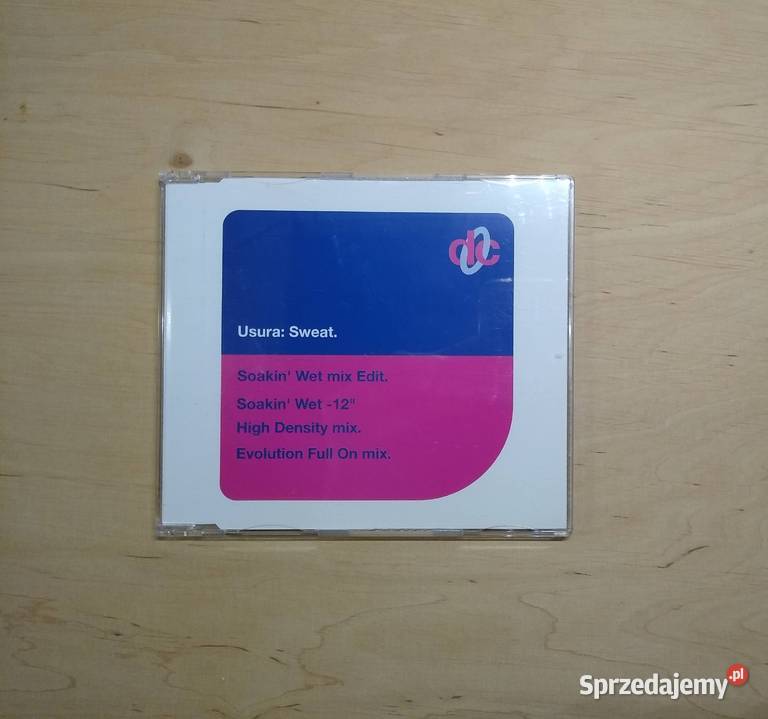 dc
Usura: Sweat.
Soakin' Wet mix Edit.
Soakin' Wet -12"
High Density mix.
Evolution Full On mix.
Sprzedajemy.pl